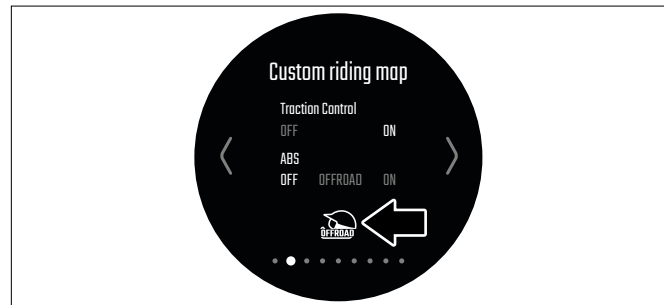 Custom riding map
Traction Control
OFF ON
ABS
OFF OFFROAD ON
OFFROAD